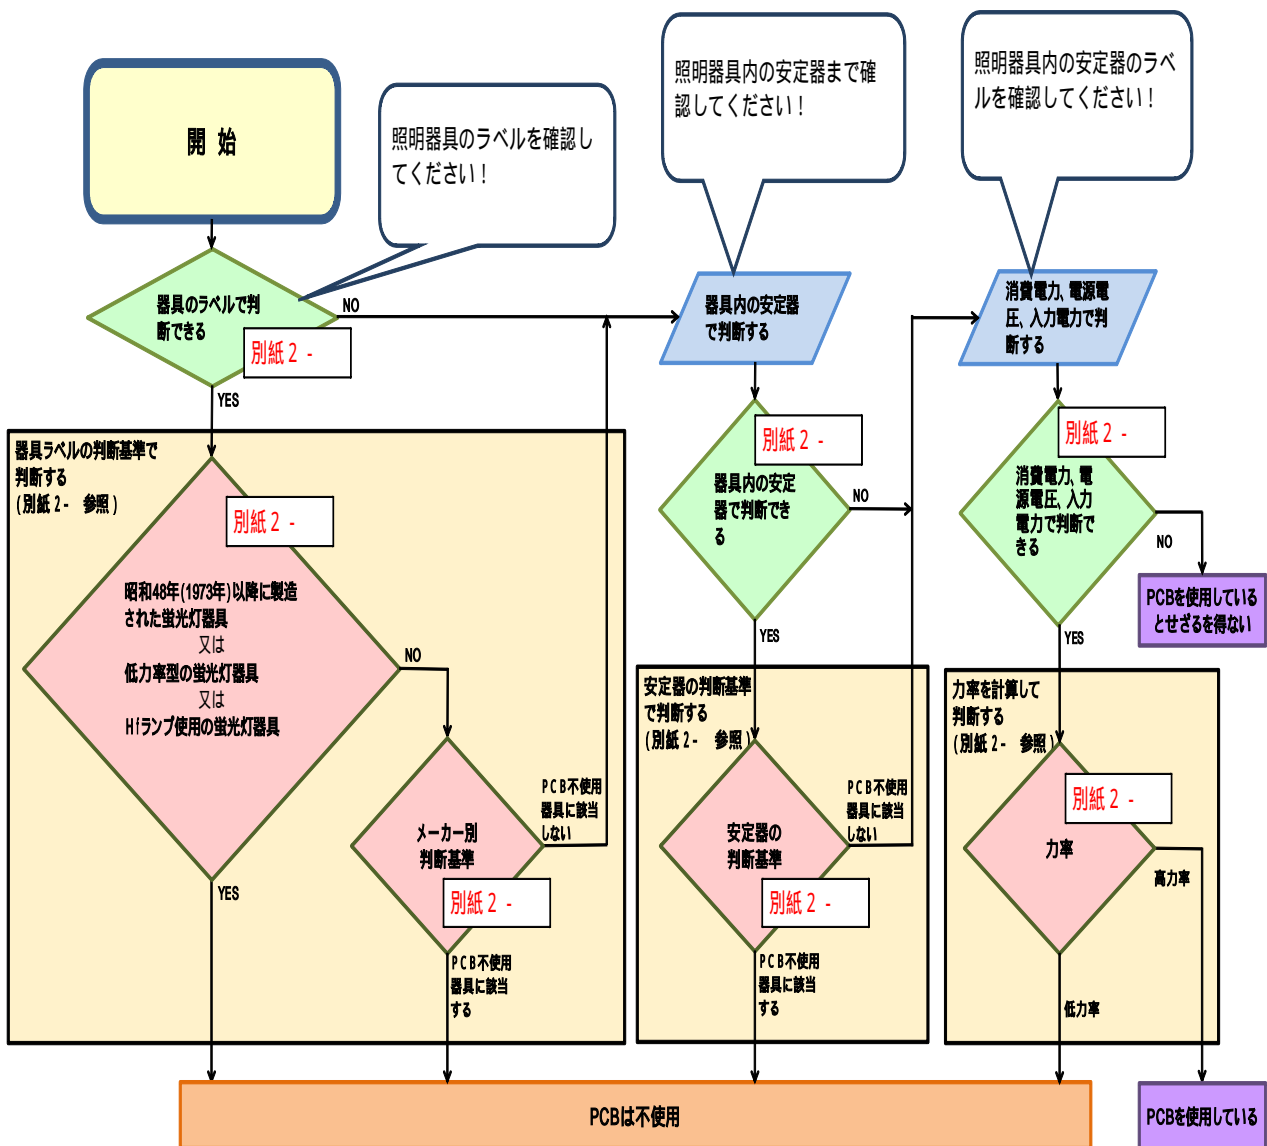 開 始
照明器具のラベルを確認し
てください！
照明器具内の安定器まで確
認してください！
照明器具内の安定器のラベ
ルを確認してください！
器具のラベルで判
断できる
別紙２-
NO
YES
器具内の安定器
で判断する
消費電力、電源電
圧、入力電力で判
断する
器具ラベルの判断基準で
判断する
(別紙2- 参照)
別紙２-
昭和48年(1973年)以降に製造
された蛍光灯器具
又は
低力率型の蛍光灯器具
又は
Hfランプ使用の蛍光灯器具
NO
YES
メーカー別
判断基準
別紙２-
PCB不使用
器具に該当
しない
PCB不使用
器具に該当
する
別紙２-
器具内の安定
器で判断でき
る
NO
YES
安定器の判断基準
で判断する
(別紙2- 参照)
安定器の
判断基準
別紙２-
PCB不使用
器具に該当
しない
PCB不使用
器具に該当
する
別紙２-
消費電力、電
源電圧、入力
電力で判断で
きる
NO
YES
PCBを使用している
とせざるを得ない
力率を計算して
判断する
(別紙2- 参照)
別紙２-
力率
高力率
低力率
PCBは不使用
PCBを使用している